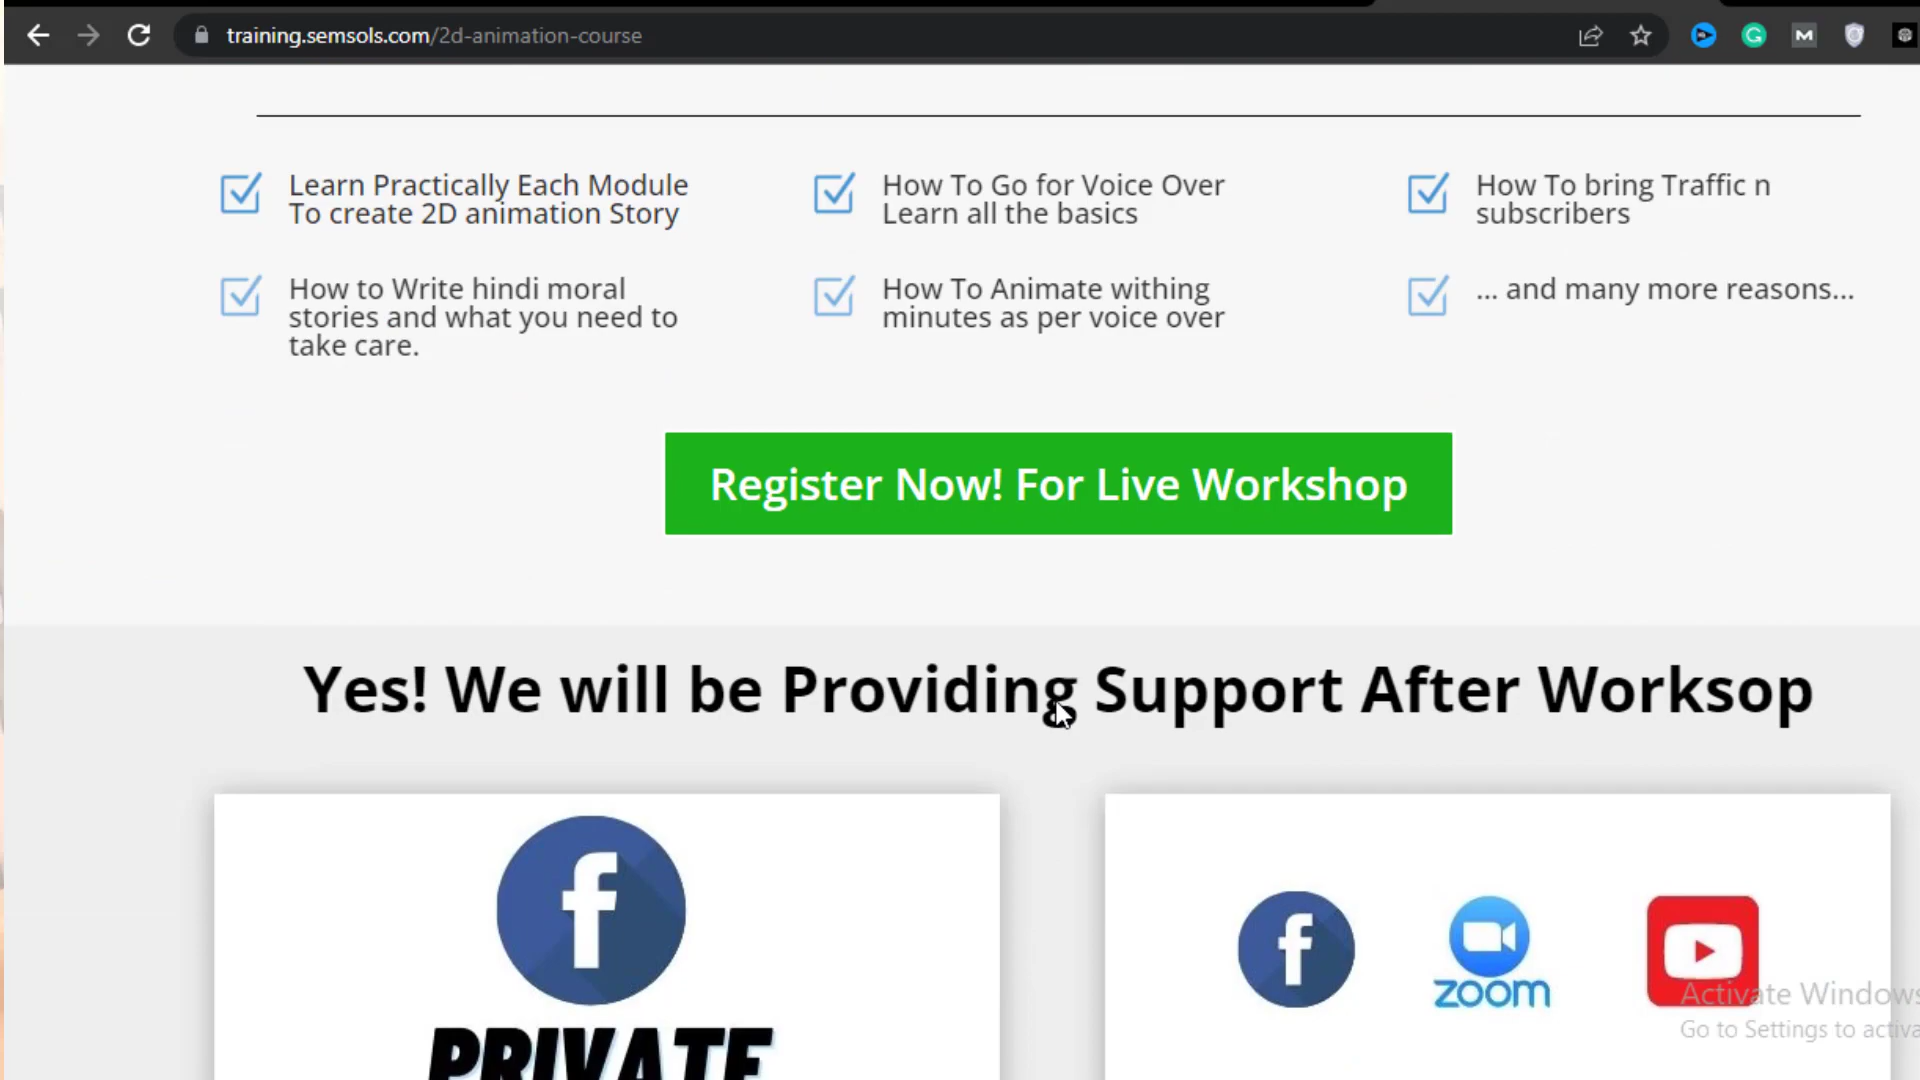 training.semsols.com/2d-animation-course
Learn Practically Each Module
To create 2D animation Story
How To Go for Voice Over
Learn all the basics
How To bring Traffic n
subscribers
How to Write hindi moral
stories and what you need to
take care.
How To Animate withing
minutes as per voice over
... and many more reasons...
Register Now! For Live Workshop
Yes! We will be Providing Support After Worksop
f
f
zoom
PRIVATE
Activate Windows
Go to Settings to activa